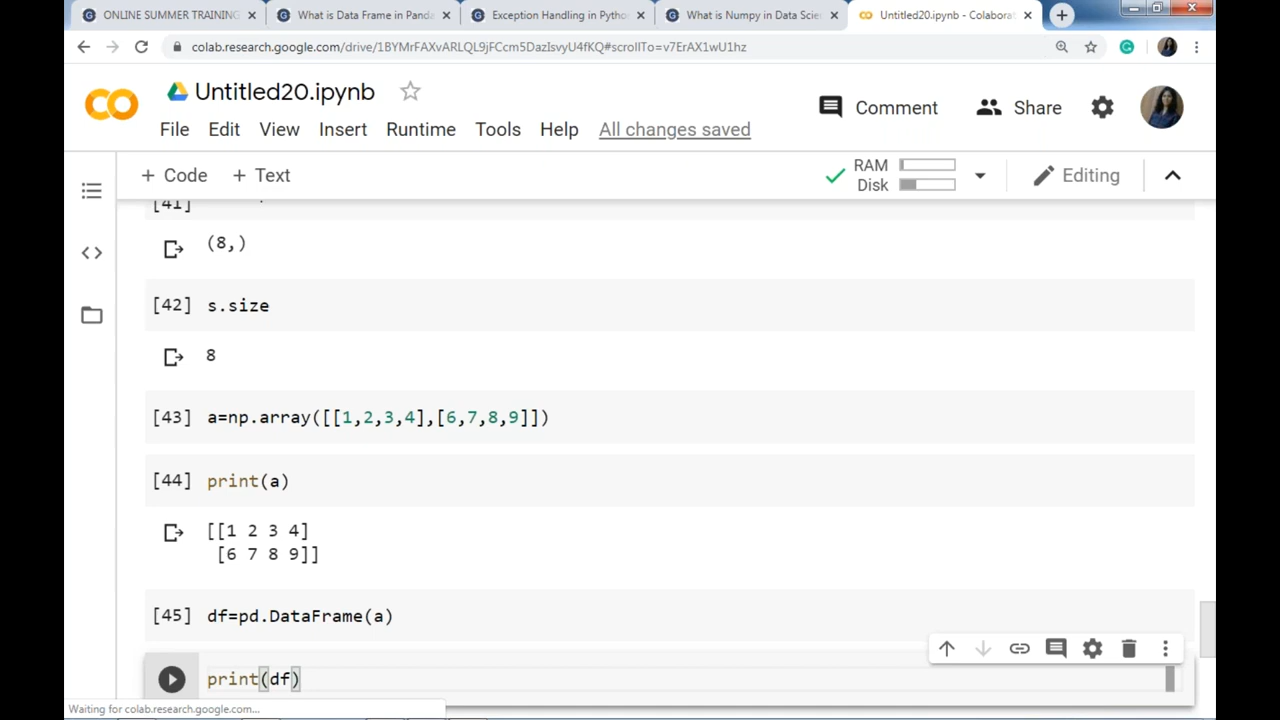 ONLINE SUMMER TRAINING
What is Data Frame in Panda
Exception Handling in Python
What is Numpy in Data Scie
Untitled20.ipynb - Colaborat
colab.research.google.com/drive/1BYMrFAXvARLQL9jFCcm5DazIsvyU4fKQ#scrollTo=v7ErAX1wU1hz
Untitled20.ipynb
Comment
Share
File Edit View Insert Runtime Tools Help All changes saved
+ Code + Text
RAM
Disk
Editing
[41]
(8,)
[42] s.size
8
[43] a=np.array([[1,2,3,4],[6,7,8,9]])
[44] print(a)
[[1 2 3 4]
[6 7 8 9]]
[45] df=pd.DataFrame(a)
print(df)
Waiting for colab.research.google.com...